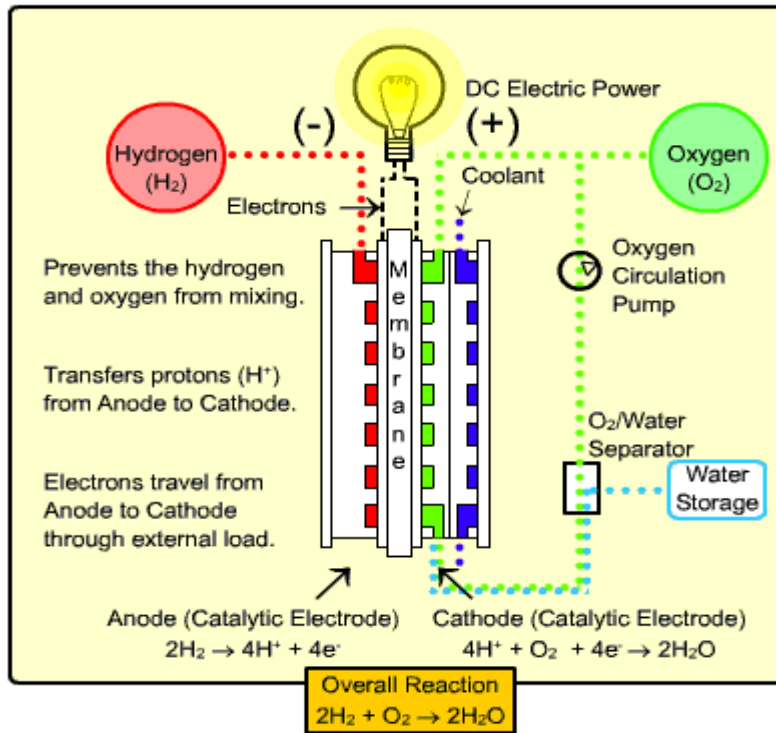 DC Electric Power
(-)
(+)
Hydrogen
(H₂)
Oxygen
(O₂)
Coolant
Electrons
Prevents the hydrogen
and oxygen from mixing.
Membrane
Oxygen
Circulation
Pump
Transfers protons (H⁺)
from Anode to Cathode.
O₂/Water
Separator
Water
Storage
Electrons travel from
Anode to Cathode
through external load.
Anode (Catalytic Electrode)
2H₂ → 4H⁺ + 4e⁻
Cathode (Catalytic Electrode)
4H⁺ + O₂ + 4e⁻ → 2H₂O
Overall Reaction
2H₂ + O₂ → 2H₂O